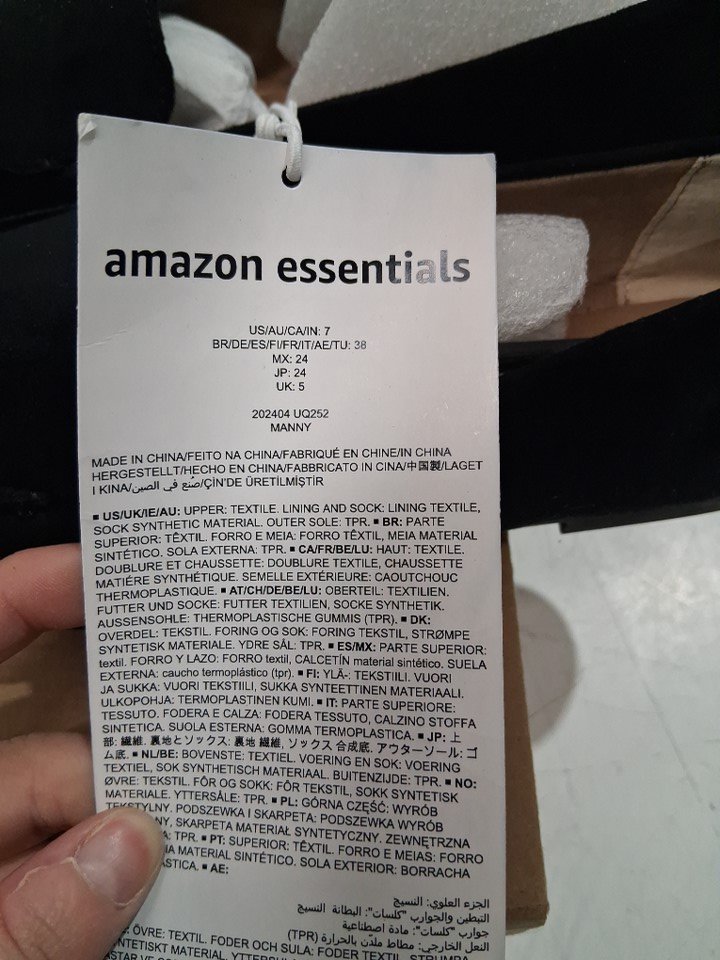 amazon essentials
US/AU/CA/IN: 7
BR/DE/ES/FI/FR/IT/AE/TU: 38
MX: 24
JP: 24
UK: 5
202404 UQ252
MANNY
MADE IN CHINA/FEITO NA CHINA/FABRIQUÉ EN CHINE/IN CHINA
HERGESTELLT/HECHO EN CHINA/FABBRICATO IN CINA/中国製/LAGET
I KINA/صُنع في الصين/ÇİN'DE ÜRETİLMİŞTİR
■ US/UK/IE/AU: UPPER: TEXTILE. LINING AND SOCK: LINING TEXTILE,
SOCK SYNTHETIC MATERIAL. OUTER SOLE: TPR. ■ BR: PARTE
SUPERIOR: TÊXTIL. FORRO E MEIA: FORRO TÊXTIL, MEIA MATERIAL
SINTÉTICO. SOLA EXTERNA: TPR. ■ CA/FR/BE/LU: HAUT: TEXTILE.
DOUBLURE ET CHAUSSETTE: DOUBLURE TEXTILE, CHAUSSETTE
MATIÉRE SYNTHÉTIQUE. SEMELLE EXTÉRIEURE: CAOUTCHOUC
THERMOPLASTIQUE. ■ AT/CH/DE/BE/LU: OBERTEIL: TEXTILIEN.
FUTTER UND SOCKE: FUTTER TEXTILIEN, SOCKE SYNTHETIK.
AUSSENSOHLE: THERMOPLASTISCHE GUMMIS (TPR). ■ DK:
OVERDEL: TEKSTIL. FORING OG SOK: FORING TEKSTIL, STRØMPE
SYNTETISK MATERIALE. YDRE SÅL: TPR. ■ ES/MX: PARTE SUPERIOR:
textil. FORRO Y LAZO: FORRO textil, CALCETÍN material sintético. SUELA
EXTERNA: caucho termoplástico (tpr). ■ FI: YLÄ-: TEKSTIILI. VUORI
JA SUKKA: VUORI TEKSTIILI, SUKKA SYNTEETTINEN MATERIAALI.
ULKOPOHJA: TERMOPLASTINEN KUMI. ■ IT: PARTE SUPERIORE:
TESSUTO. FODERA E CALZA: FODERA TESSUTO, CALZINO STOFFA
SINTETICA. SUOLA ESTERNA: GOMMA TERMOPLASTICA. ■ JP: 上
部: 繊維. 裏地とソックス: 裏地 繊維, ソックス 合成底. アウターソール: ゴ
ム底. ■ NL/BE: BOVENSTE: TEXTIEL. VOERING EN SOK: VOERING
TEXTIEL, SOK SYNTHETISCH MATERIAAL. BUITENZIJDE: TPR. ■ NO:
ØVRE: TEKSTIL. FÔR OG SOKK: FÔR TEKSTIL, SOKK SYNTETISK
MATERIALE. YTTERSÅLE: TPR. ■ PL: GÓRNA CZĘŚĆ: WYRÓB
TEKSTYLNY. PODSZEWKA I SKARPETA: PODSZEWKA WYRÓB
SKARPETA MATERIAŁ SYNTETYCZNY. ZEWNĘTRZNA
TPR. ■ PT: SUPERIOR: TÊXTIL. FORRO E MEIAS: FORRO
MATERIAL SINTÉTICO. SOLA EXTERIOR: BORRACHA
■ AE:
الجزء العلوي: النسيج
التبطين والجوارب "كلسات": البطانة النسيج
جوارب "كلسات": مادة اصطناعية
النعل الخارجي: مطاط ملدّن بالحرارة (TPR)
ÖVRE: TEXTIL. FODER OCH SULA: FODER TEXTIL, STRUMPA